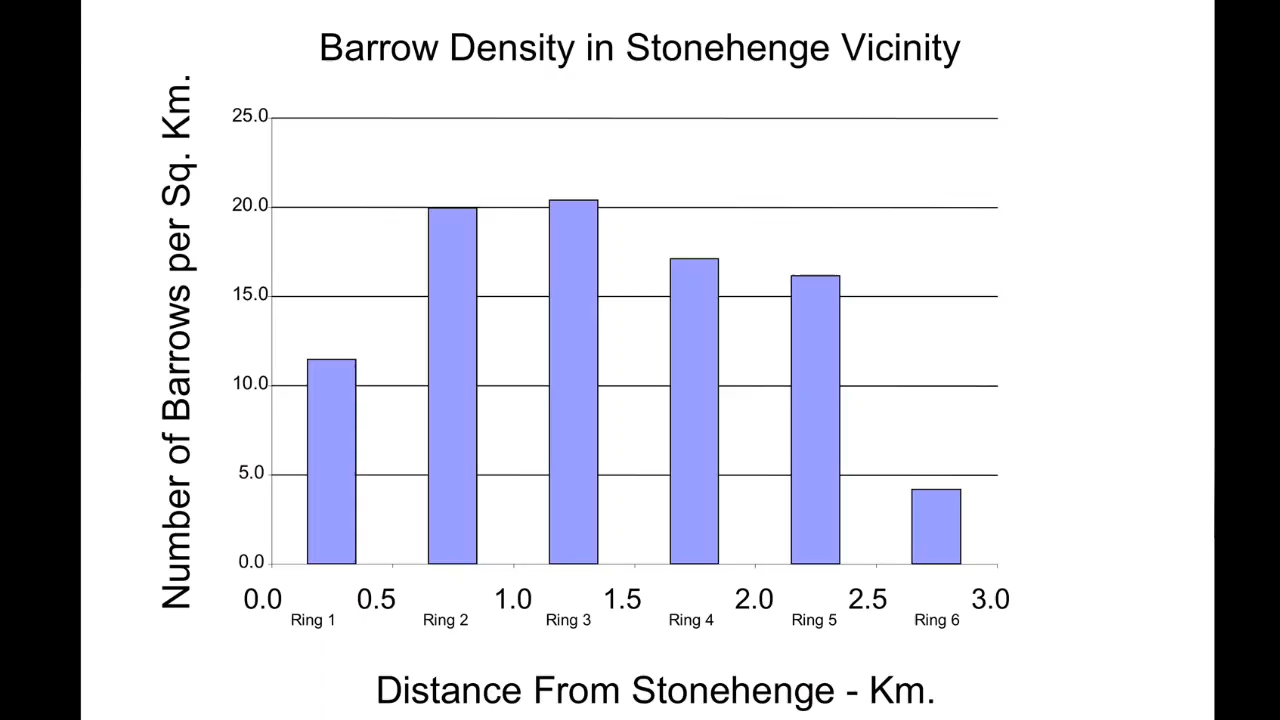 Barrow Density in Stonehenge Vicinity
Number of Barrows per Sq. Km.
25.0
20.0
15.0
10.0
5.0
0.0
0.0 0.5 1.0 1.5 2.0 2.5 3.0
Ring 1 Ring 2 Ring 3 Ring 4 Ring 5 Ring 6
Distance From Stonehenge - Km.